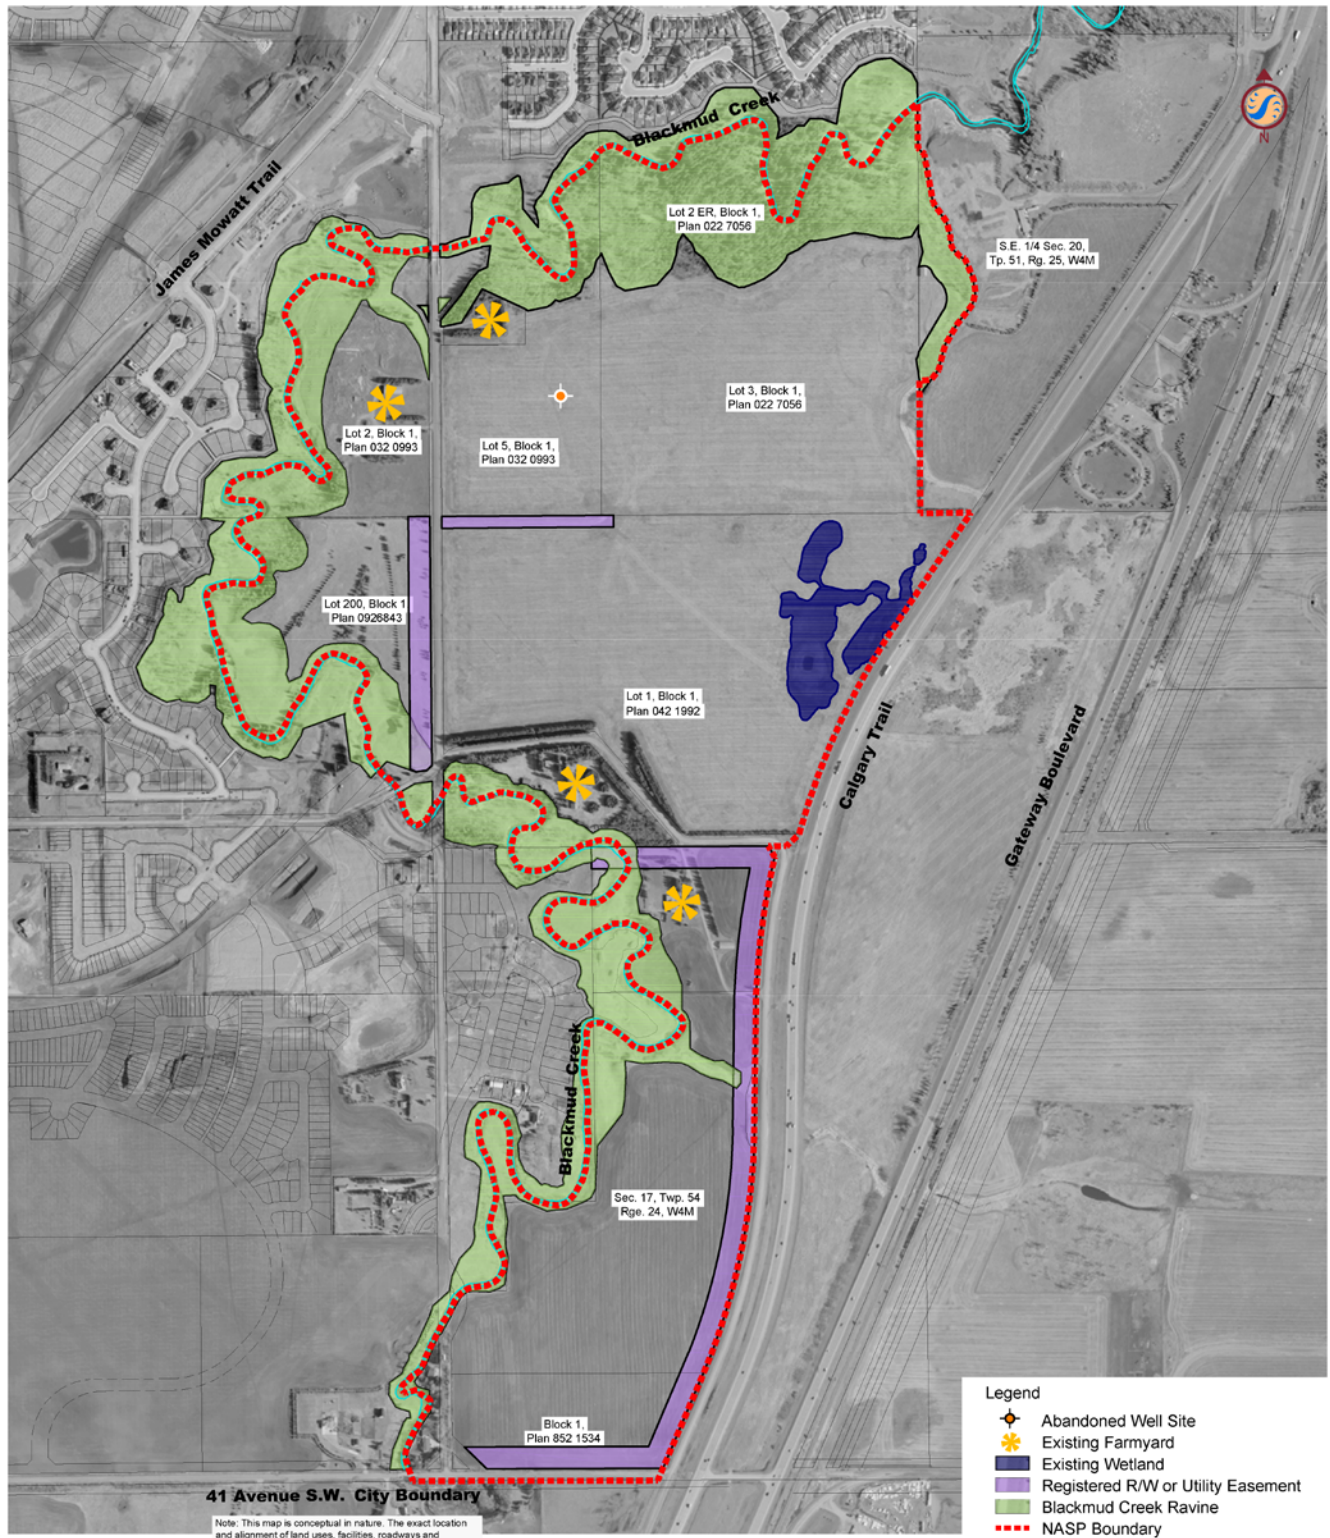 Blackmud Creek
James Mowatt Trail
N
Lot 2 ER, Block 1,
Plan 022 7056
S.E. 1/4 Sec. 20,
Tp. 51, Rg. 25, W4M
Lot 3, Block 1,
Plan 022 7056
Lot 2, Block 1,
Plan 032 0993
Lot 5, Block 1,
Plan 032 0993
Lot 200, Block 1
Plan 0926843
Lot 1, Block 1,
Plan 042 1992
Calgary Trail
Gateway Boulevard
Blackmud Creek
Sec. 17, Twp. 54
Rge. 24, W4M
Block 1,
Plan 852 1534
41 Avenue S.W. City Boundary
Note: This map is conceptual in nature. The exact location
and alignment of land uses, facilities, roadways and
Legend
Abandoned Well Site
Existing Farmyard
Existing Wetland
Registered R/W or Utility Easement
Blackmud Creek Ravine
NASP Boundary